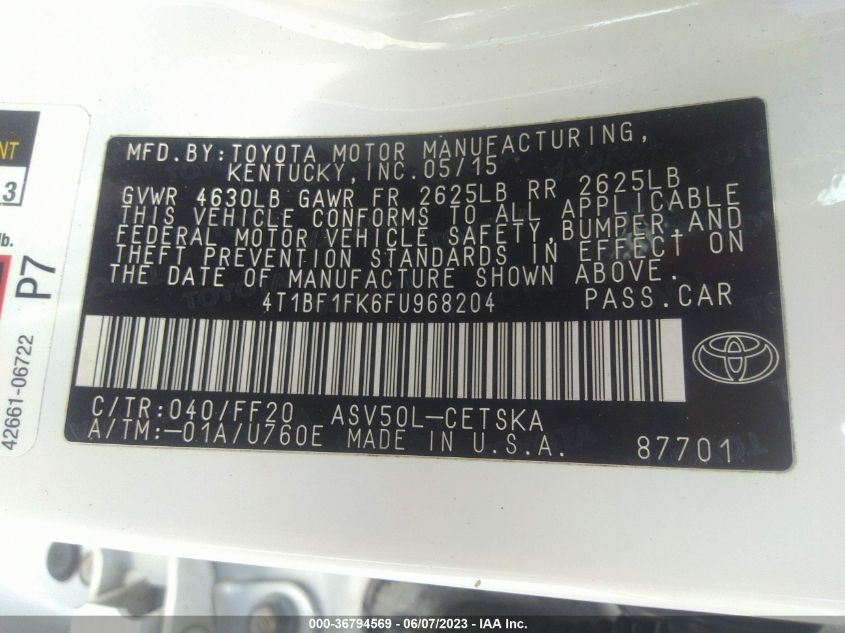 MFD.BY:TOYOTA MOTOR MANUFACTURING,
KENTUCKY, INC. 05/15
GVWR 4630LB GAWR FR 2625LB RR 2625LB
THIS VEHICLE CONFORMS TO ALL APPLICABLE
FEDERAL MOTOR VEHICLE SAFETY, BUMPER, AND
THEFT PREVENTION STANDARDS IN EFFECT ON
THE DATE OF MANUFACTURE SHOWN ABOVE.
4T1BF1FK6FU968204 PASS.CAR
C/TR:040/FF20 ASV50L-CETSKA
A/TM:-01A/U760E MADE IN U.S.A. 87701
NT
3
lb.
P7
42661-06722
000-36794569 - 06/07/2023 - IAA Inc.